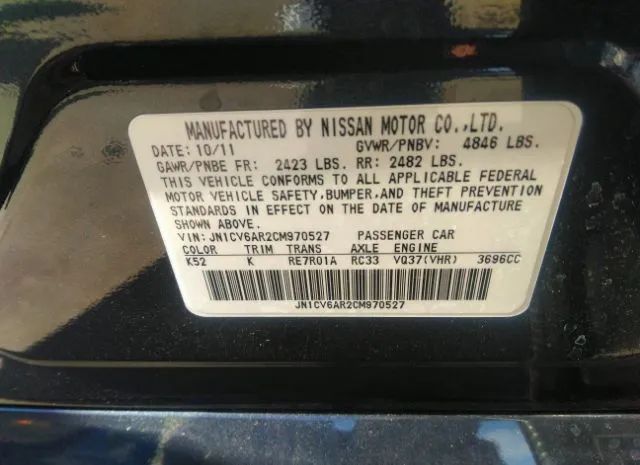 MANUFACTURED BY NISSAN MOTOR CO.,LTD.
DATE: 10/11 GVWR/PNBV: 4846 LBS.
GAWR/PNBE FR: 2423 LBS. RR: 2482 LBS.
THIS VEHICLE CONFORMS TO ALL APPLICABLE FEDERAL
MOTOR VEHICLE SAFETY,BUMPER,AND THEFT PREVENTION
STANDARDS IN EFFECT ON THE DATE OF MANUFACTURE
SHOWN ABOVE.
VIN: JN1CV6AR2CM970527 PASSENGER CAR
COLOR TRIM TRANS AXLE ENGINE
K52 K RE7R01A RC33 VQ37(VHR) 3696CC
JN1CV6AR2CM970527